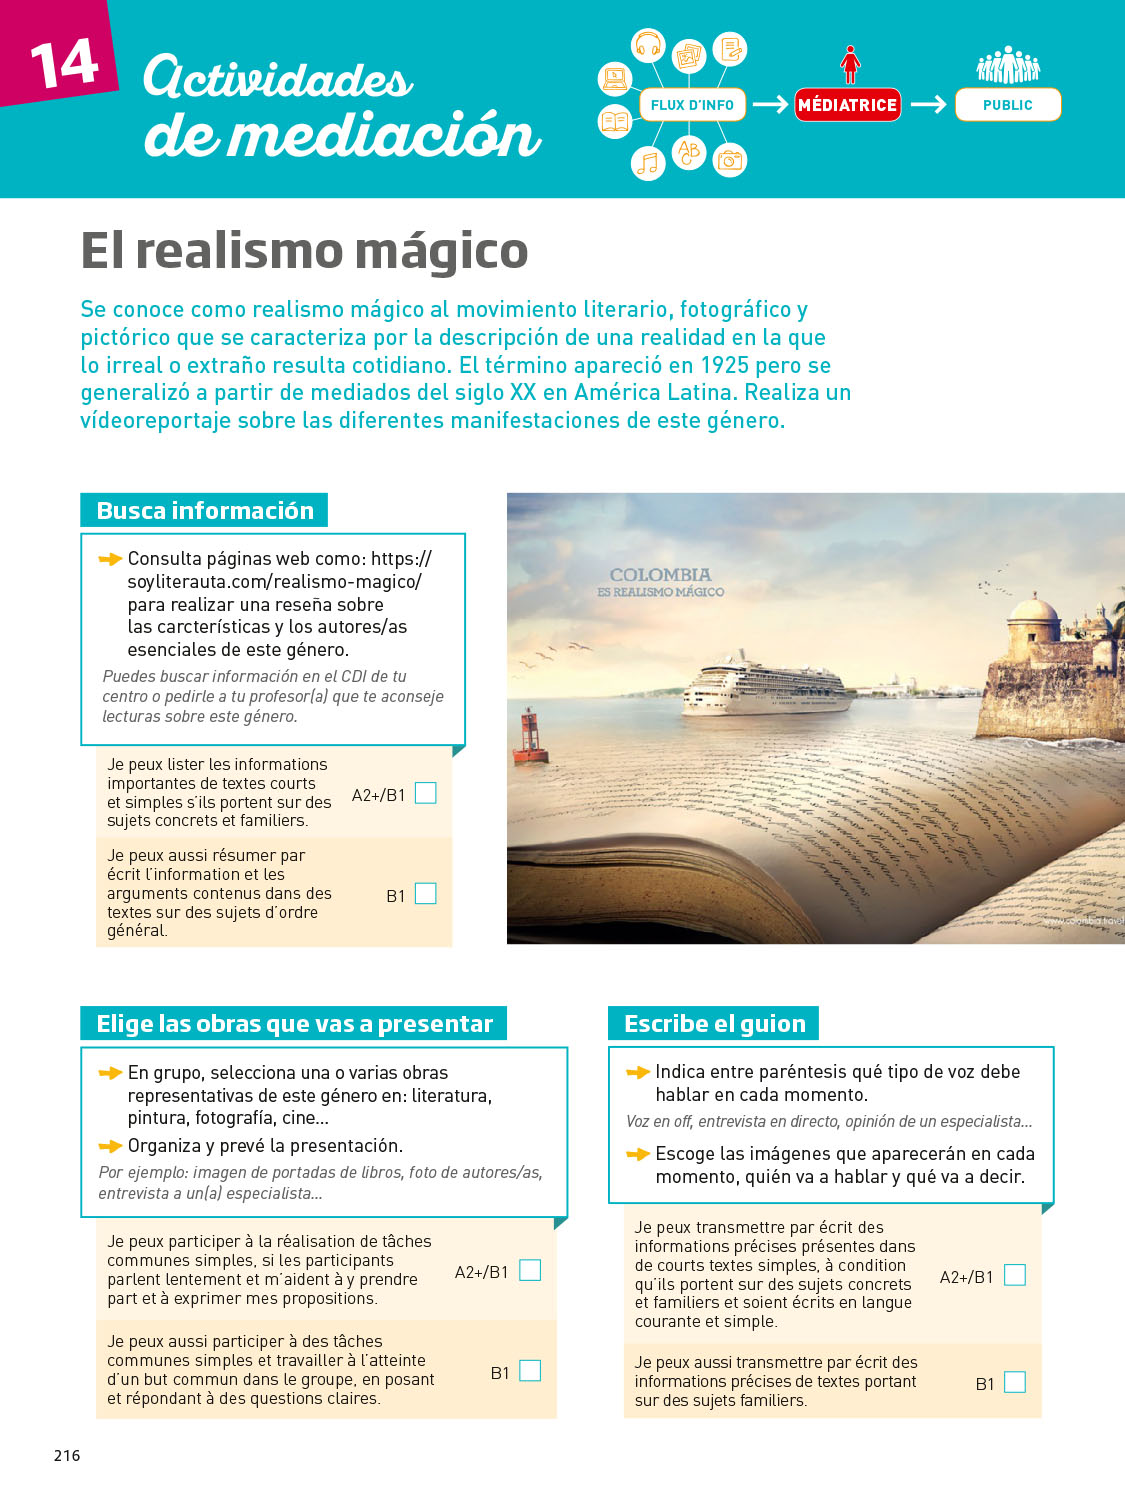 14
Actividades
de mediación
FLUX D'INFO
MÉDIATRICE
PUBLIC
AB
C
El realismo mágico
Se conoce como realismo mágico al movimiento literario, fotográfico y
pictórico que se caracteriza por la descripción de una realidad en la que
lo irreal o extraño resulta cotidiano. El término apareció en 1925 pero se
generalizó a partir de mediados del siglo XX en América Latina. Realiza un
vídeoreportaje sobre las diferentes manifestaciones de este género.
Busca información
Consulta páginas web como: https://
soyliterauta.com/realismo-magico/
para realizar una reseña sobre
las carcterísticas y los autores/as
esenciales de este género.
Puedes buscar información en el CDI de tu
centro o pedirle a tu profesor(a) que te aconseje
lecturas sobre este género.
Je peux lister les informations
importantes de textes courts
et simples s'ils portent sur des
sujets concrets et familiers.
A2+/B1
Je peux aussi résumer par
écrit l'information et les
arguments contenus dans des
textes sur des sujets d'ordre
général.
B1
COLOMBIA
ES REALISMO MÁGICO
www.colombia.travel
Elige las obras que vas a presentar
En grupo, selecciona una o varias obras
representativas de este género en: literatura,
pintura, fotografía, cine...
Organiza y prevé la presentación.
Por ejemplo: imagen de portadas de libros, foto de autores/as,
entrevista a un(a) especialista...
Je peux participer à la réalisation de tâches
communes simples, si les participants
parlent lentement et m'aident à y prendre
part et à exprimer mes propositions.
A2+/B1
Je peux aussi participer à des tâches
communes simples et travailler à l'atteinte
d'un but commun dans le groupe, en posant
et répondant à des questions claires.
B1
Escribe el guion
Indica entre paréntesis qué tipo de voz debe
hablar en cada momento.
Voz en off, entrevista en directo, opinión de un especialista...
Escoge las imágenes que aparecerán en cada
momento, quién va a hablar y qué va a decir.
Je peux transmettre par écrit des
informations précises présentes dans
de courts textes simples, à condition
qu'ils portent sur des sujets concrets
et familiers et soient écrits en langue
courante et simple.
A2+/B1
Je peux aussi transmettre par écrit des
informations précises de textes portant
sur des sujets familiers.
B1
216